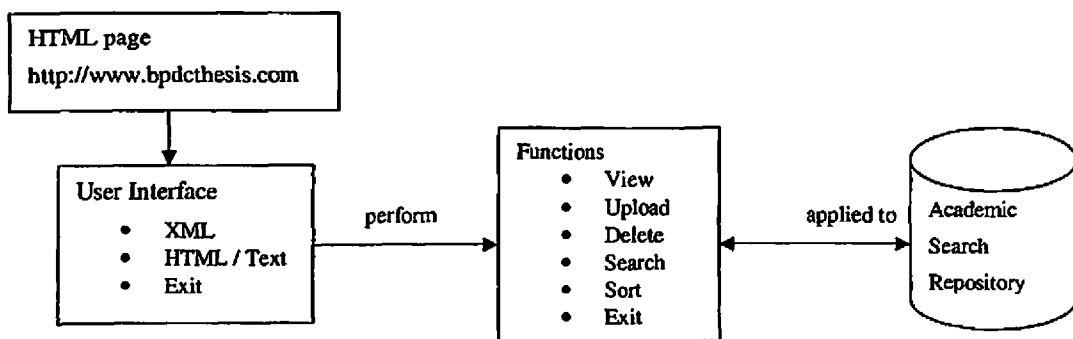 HTML page
http://www.bpdcthesis.com
User Interface
• XML
• HTML / Text
• Exit
perform
Functions
• View
• Upload
• Delete
• Search
• Sort
• Exit
applied to
Academic
Search
Repository